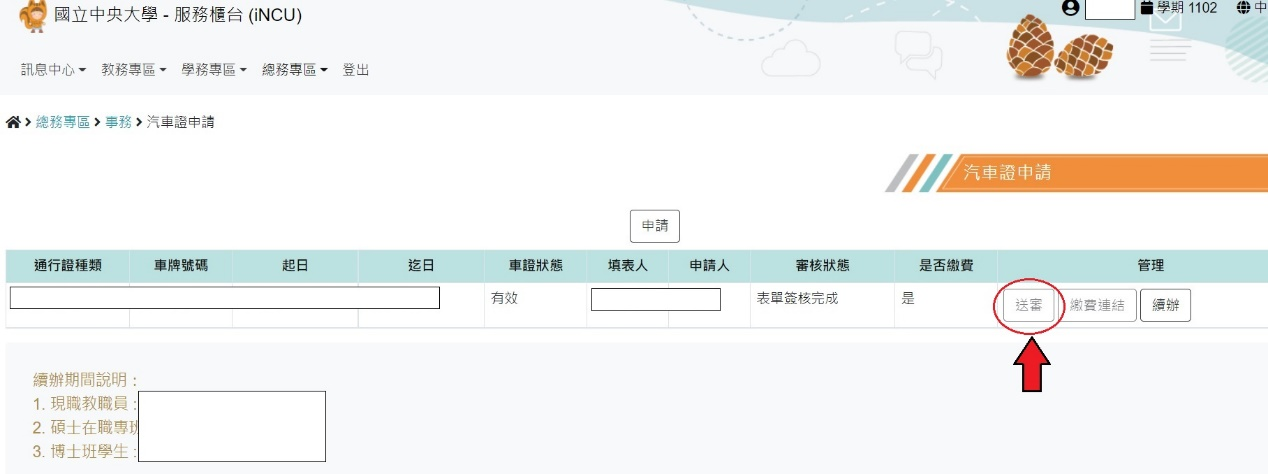 國立中央大學 - 服務櫃台 (iNCU)
學期 1102 中
訊息中心 教務專區 學務專區 總務專區 登出
總務專區 事務 汽車證申請
汽車證申請
申請
通行證種類 車牌號碼 起日 迄日 車證狀態 填表人 申請人 審核狀態 是否繳費 管理
有效 表單簽核完成 是 送審 繳費連結 續辦
續辦期間說明：
1. 現職教職員：
2. 碩士在職專班
3. 博士班學生：